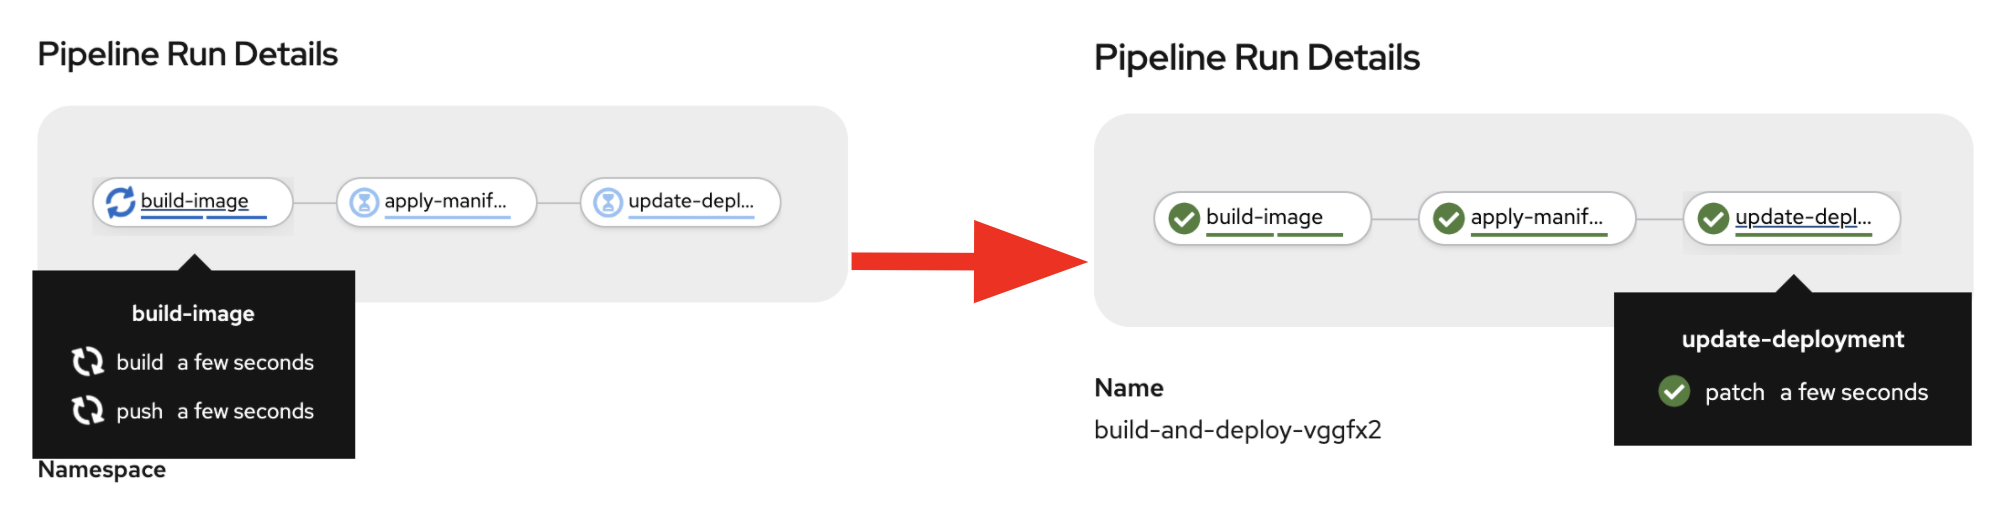 Pipeline Run Details
build-image
apply-manif...
update-depl...
build-image
build a few seconds
push a few seconds
Namespace
Pipeline Run Details
build-image
apply-manif...
update-depl...
update-deployment
patch a few seconds
Name
build-and-deploy-vggfx2